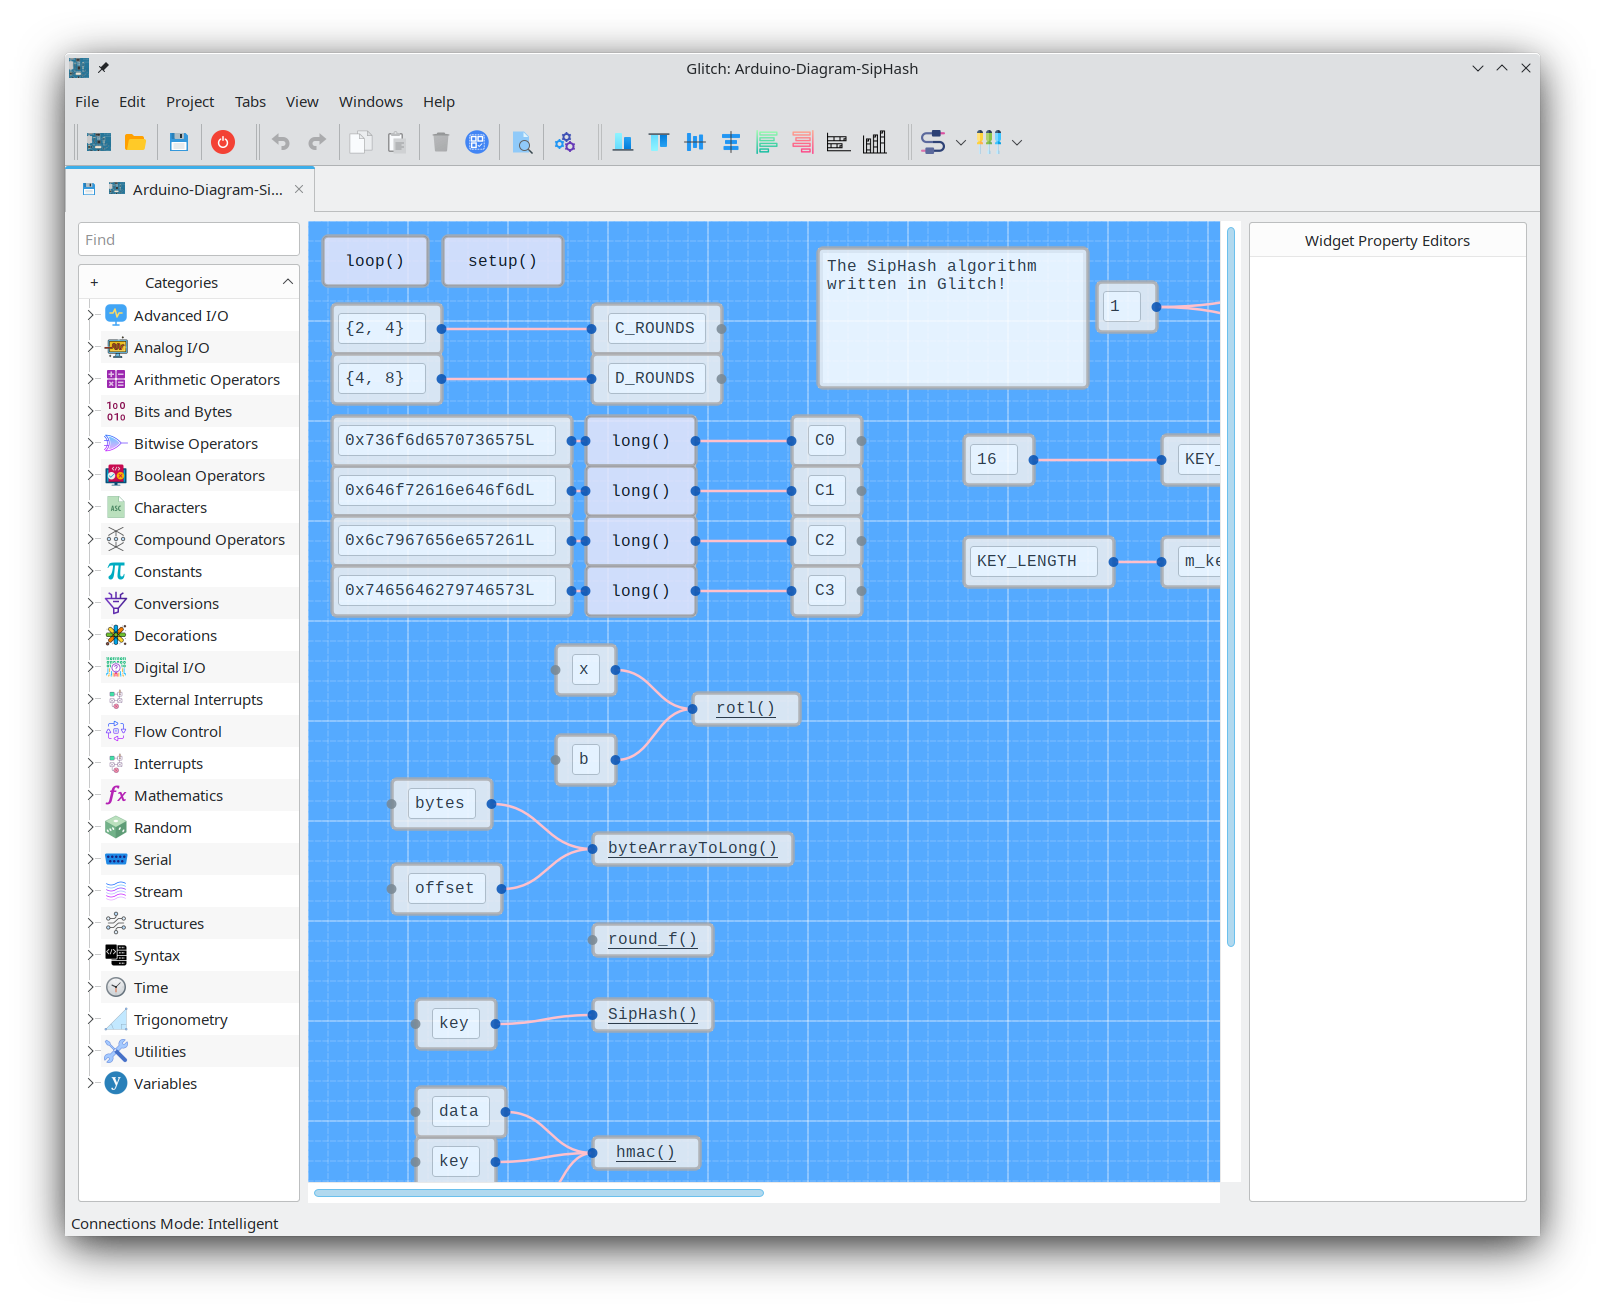 Glitch: Arduino-Diagram-SipHash
File Edit Project Tabs View Windows Help
Arduino-Diagram-Si...
Find
+ Categories
Advanced I/O
Analog I/O
Arithmetic Operators
Bits and Bytes
Bitwise Operators
Boolean Operators
Characters
Compound Operators
Constants
Conversions
Decorations
Digital I/O
External Interrupts
Flow Control
Interrupts
Mathematics
Random
Serial
Stream
Structures
Syntax
Time
Trigonometry
Utilities
Variables
loop() setup()
The SipHash algorithm
written in Glitch!
1
{2, 4} C_ROUNDS
{4, 8} D_ROUNDS
0x736f6d6570736575L long() C0
0x646f72616e646f6dL long() C1
0x6c7967656e657261L long() C2
0x7465646279746573L long() C3
16 KEY_
KEY_LENGTH m_ke
x
rotl()
b
bytes
byteArrayToLong()
offset
round_f()
key SipHash()
data
hmac()
key
Widget Property Editors
Connections Mode: Intelligent